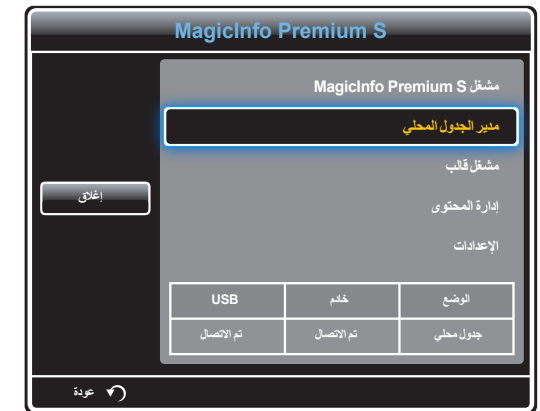 MagicInfo Premium S
مشغل MagicInfo Premium S
مدير الجدول المحلي
مشغل قالب
إغلاق
إدارة المحتوى
الإعدادات
الوضع خادم USB
جدول محلي تم الاتصال تم الاتصال
عودة